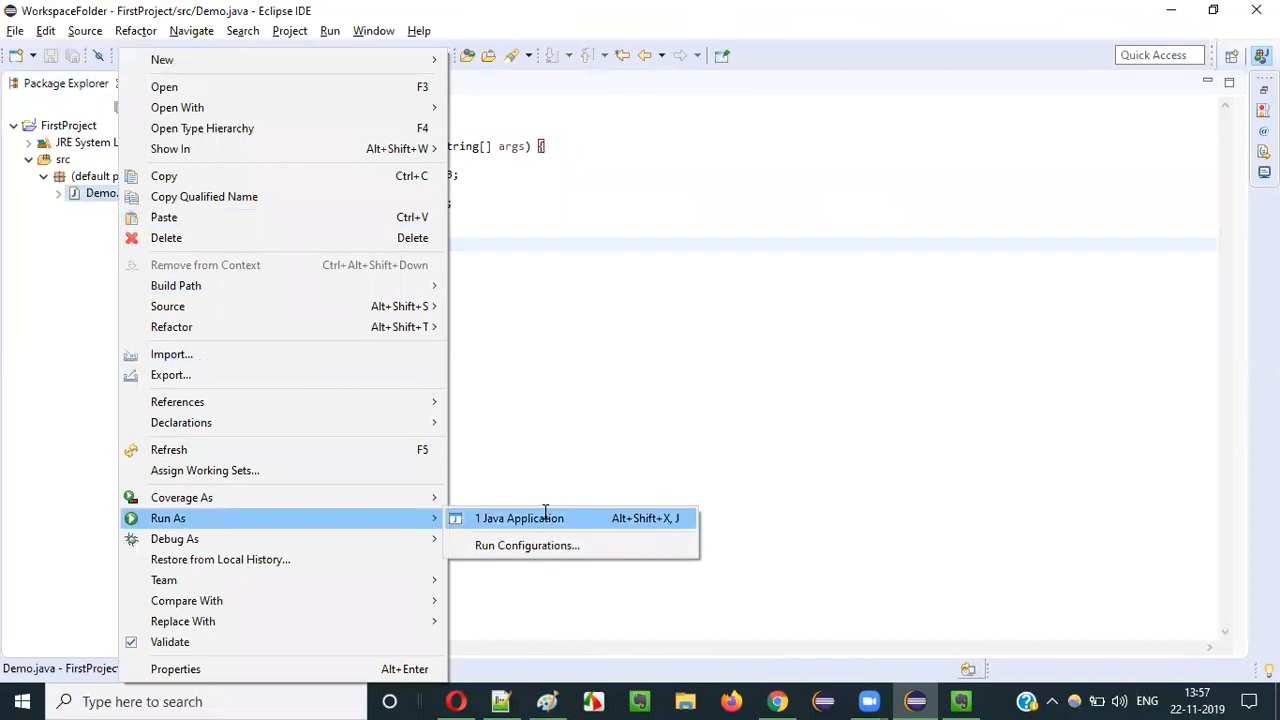 WorkspaceFolder - FirstProject/src/Demo.java - Eclipse IDE
File Edit Source Refactor Navigate Search Project Run Window Help
Quick Access
Package Explorer
FirstProject
JRE System L
src
(default p
Demo.
tring[] args) {
3;
;
New
Open F3
Open With
Open Type Hierarchy F4
Show In Alt+Shift+W
Copy Ctrl+C
Copy Qualified Name
Paste Ctrl+V
Delete Delete
Remove from Context Ctrl+Alt+Shift+Down
Build Path
Source Alt+Shift+S
Refactor Alt+Shift+T
Import...
Export...
References
Declarations
Refresh F5
Assign Working Sets...
Coverage As
Run As
1 Java Application Alt+Shift+X, J
Run Configurations...
Debug As
Restore from Local History...
Team
Compare With
Replace With
Validate
Properties Alt+Enter
Demo.java - FirstProject
Type here to search
ENG
13:57
22-11-2019